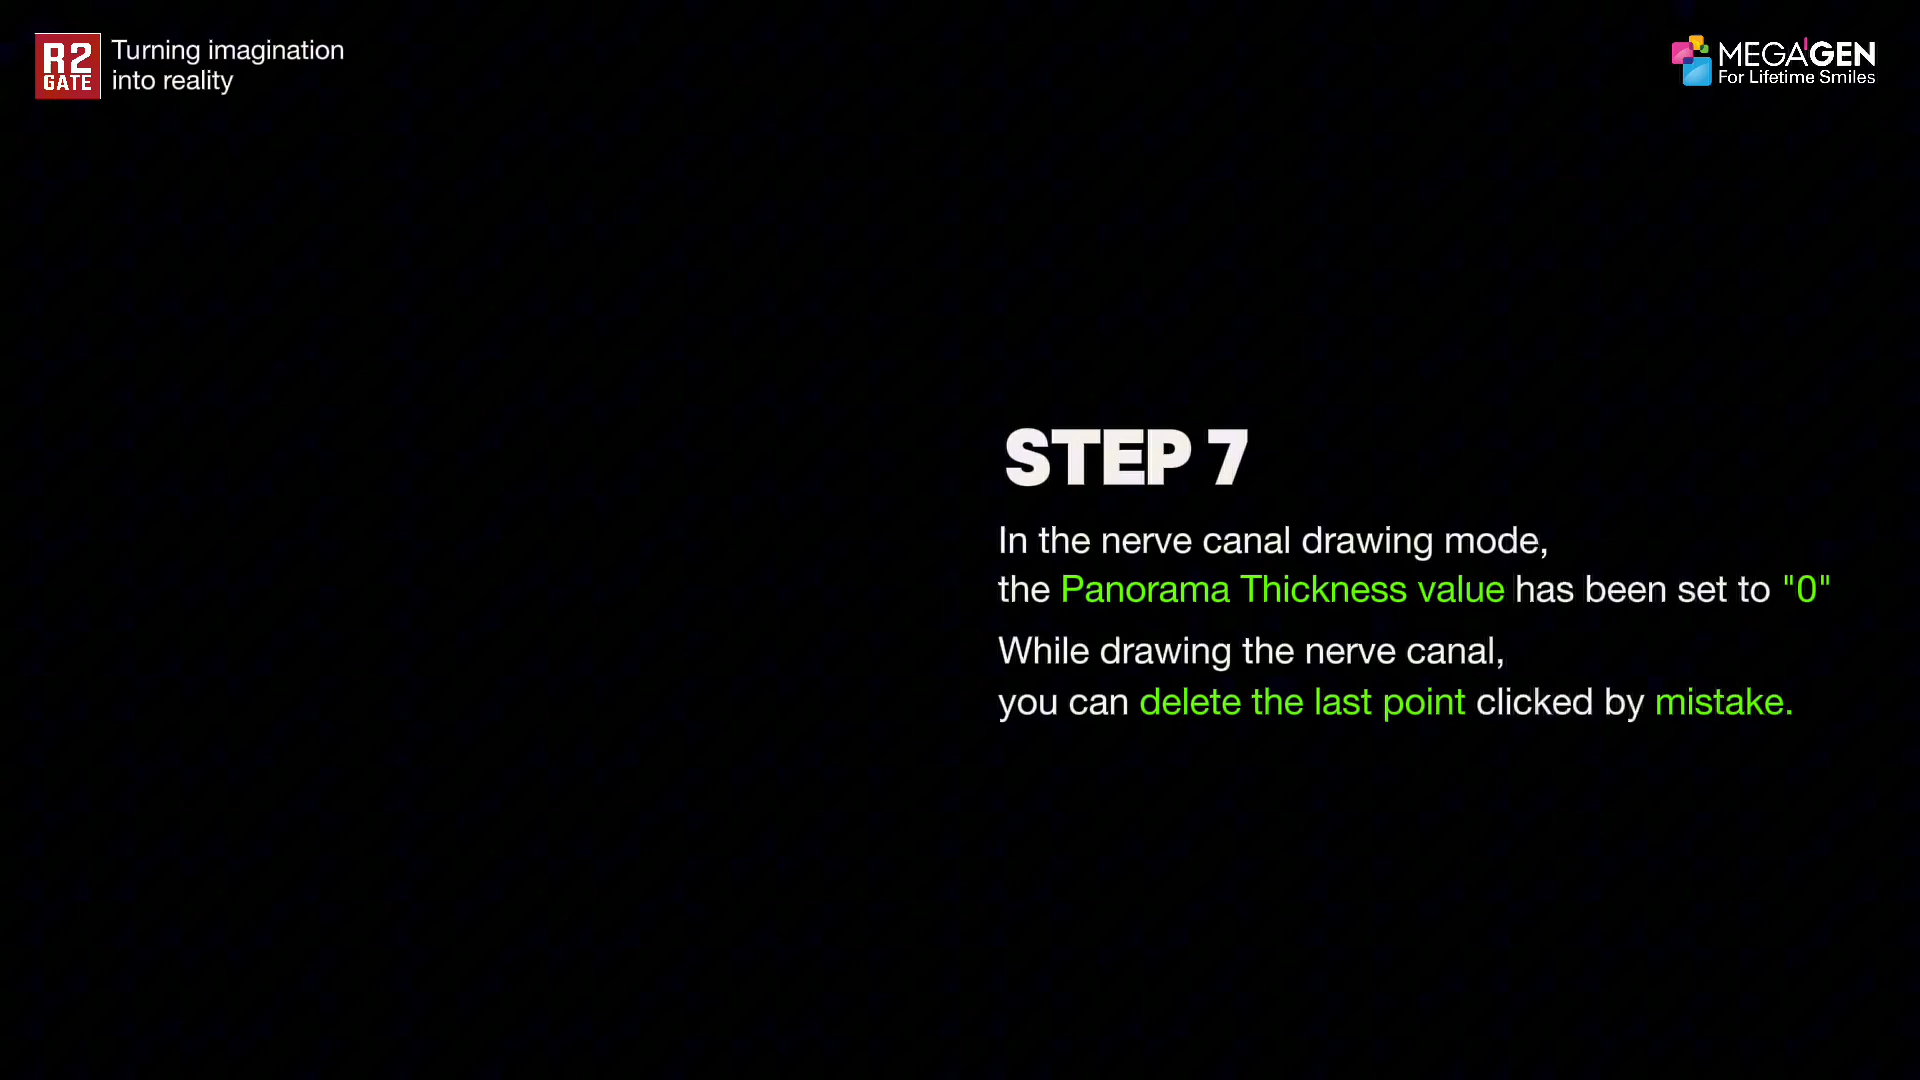 R2
GATE
Turning imagination
into reality
MEGA'GEN
For Lifetime Smiles
STEP 7
In the nerve canal drawing mode,
the Panorama Thickness value has been set to "0"
While drawing the nerve canal,
you can delete the last point clicked by mistake.